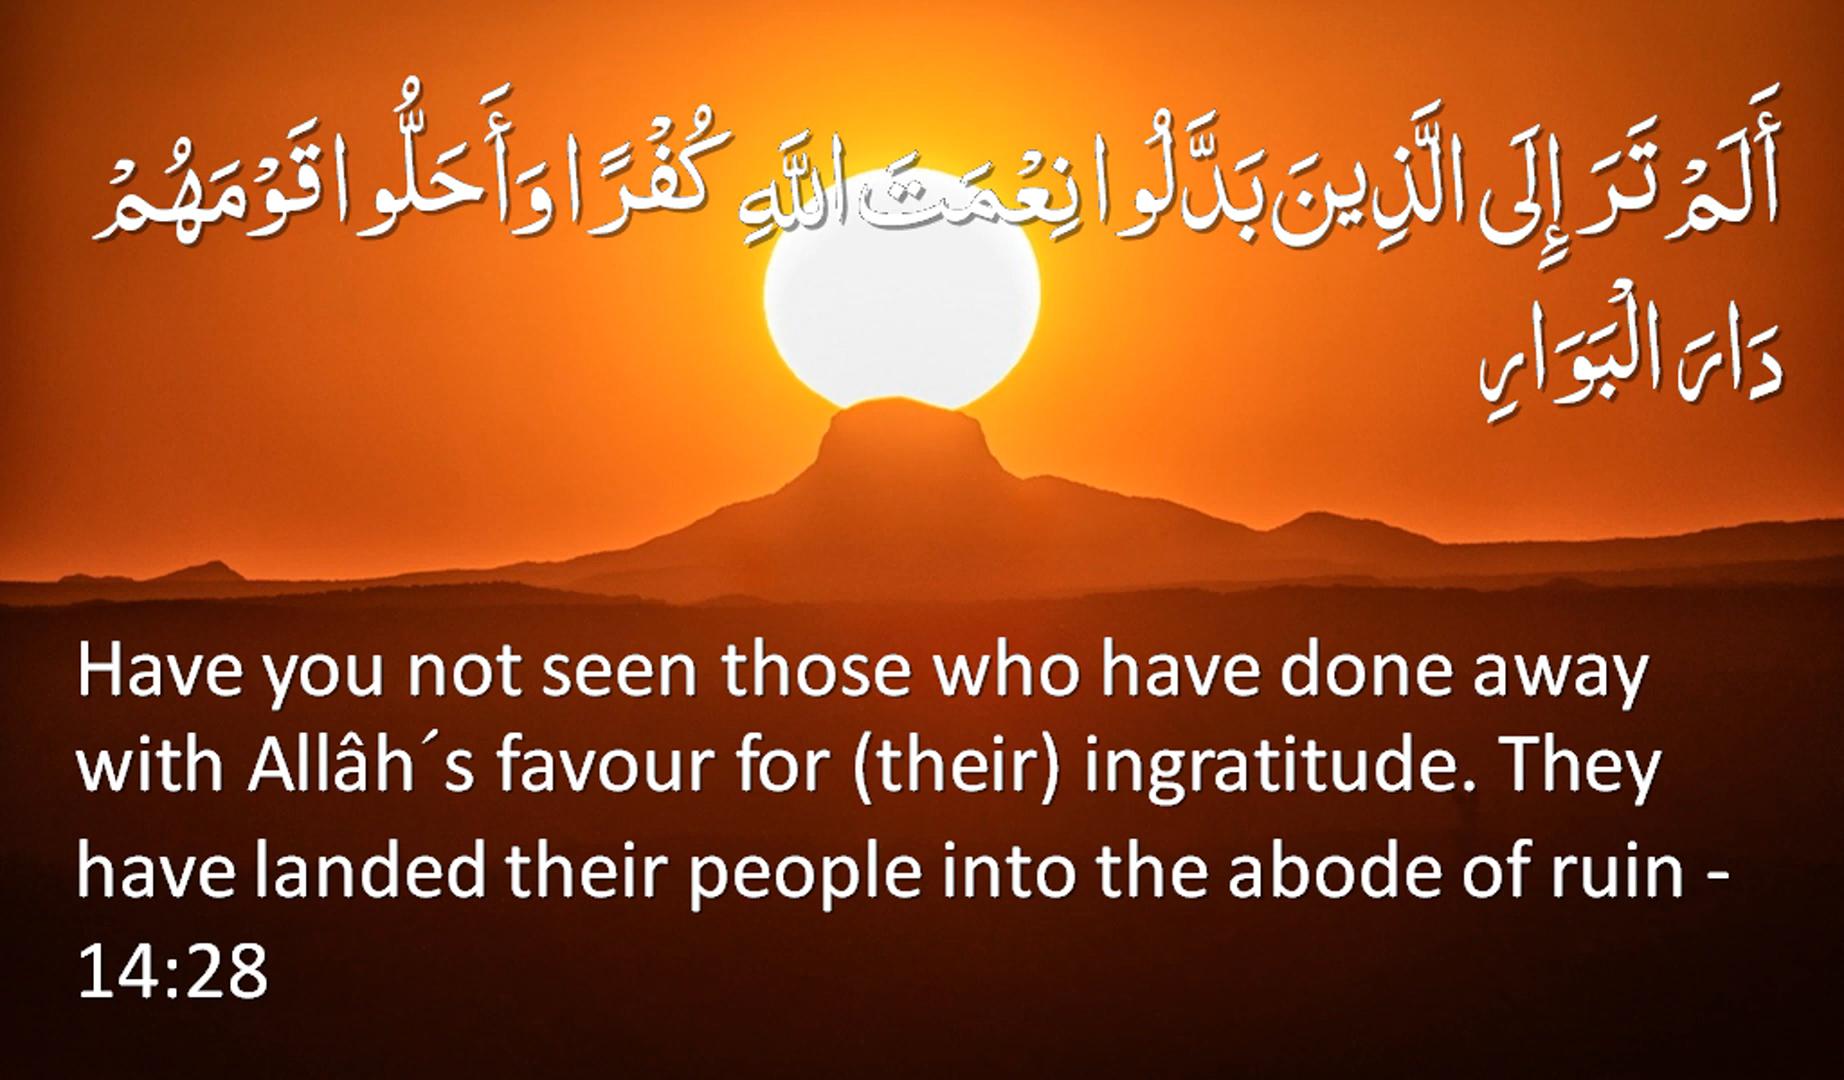 أَلَمْ تَرَ إِلَى الَّذِينَ بَدَّلُوا نِعْمَتَ اللَّهِ كُفْرًا وَأَحَلُّوا قَوْمَهُمْ
دَارَ الْبَوَارِ
Have you not seen those who have done away
with Allâh´s favour for (their) ingratitude. They
have landed their people into the abode of ruin -
14:28